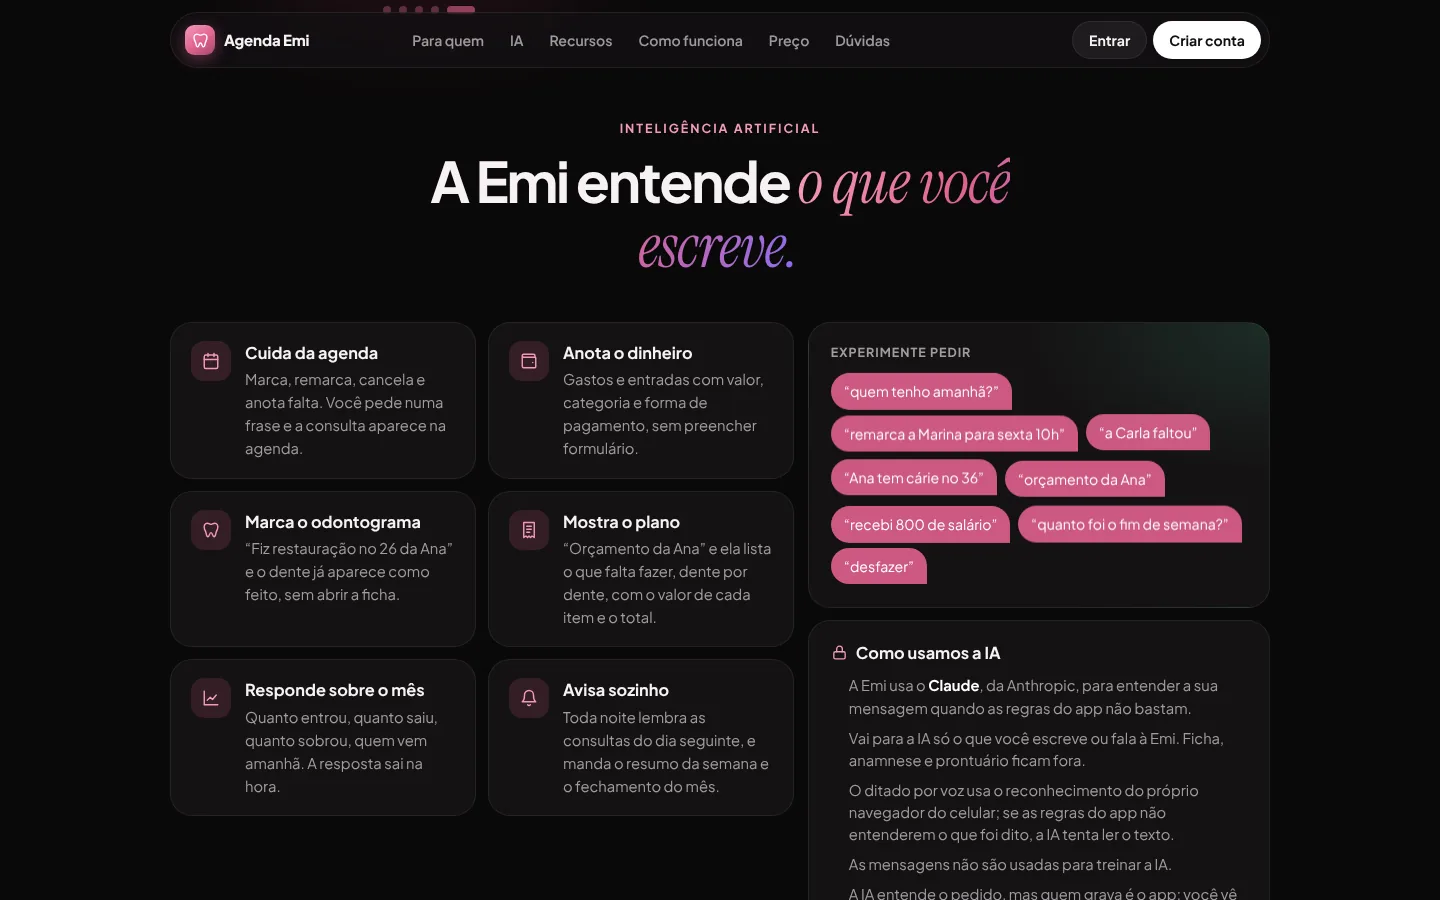 Agenda Emi
Para quem
IA
Recursos
Como funciona
Preço
Dúvidas
Entrar
Criar conta
INTELIGÊNCIA ARTIFICIAL
A Emi entende o que você
escreve.
Cuida da agenda
Marca, remarca, cancela e
anota falta. Você pede numa
frase e a consulta aparece na
agenda.
Anota o dinheiro
Gastos e entradas com valor,
categoria e forma de
pagamento, sem preencher
formulário.
Marca o odontograma
“Fiz restauração no 26 da Ana”
e o dente já aparece como
feito, sem abrir a ficha.
Mostra o plano
“Orçamento da Ana” e ela lista
o que falta fazer, dente por
dente, com o valor de cada
item e o total.
Responde sobre o mês
Quanto entrou, quanto saiu,
quanto sobrou, quem vem
amanhã. A resposta sai na
hora.
Avisa sozinho
Toda noite lembra as
consultas do dia seguinte, e
manda o resumo da semana e
o fechamento do mês.
EXPERIMENTE PEDIR
“quem tenho amanhã?”
“remarca a Marina para sexta 10h”
“a Carla faltou”
“Ana tem cárie no 36”
“orçamento da Ana”
“recebi 800 de salário”
“quanto foi o fim de semana?”
“desfazer”
Como usamos a IA
A Emi usa o Claude, da Anthropic, para entender a sua
mensagem quando as regras do app não bastam.
Vai para a IA só o que você escreve ou fala à Emi. Ficha,
anamnese e prontuário ficam fora.
O ditado por voz usa o reconhecimento do próprio
navegador do celular; se as regras do app não
entenderem o que foi dito, a IA tenta ler o texto.
As mensagens não são usadas para treinar a IA.
A IA entende o pedido, mas quem grava é o app: você vê